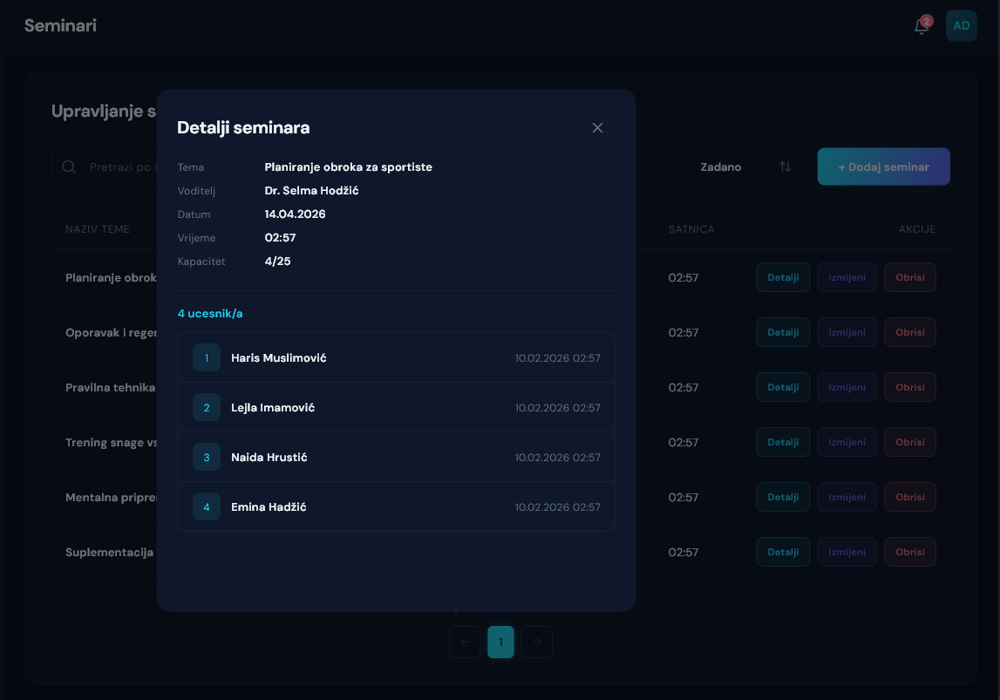 Seminari
2
AD
Upravljanje s
Pretrazi po
Zadano
+ Dodaj seminar
NAZIV TEME SATNICA AKCIJE
Planiranje obrok 02:57 Detalji Izmijeni Obrisi
Oporavak i reger 02:57 Detalji Izmijeni Obrisi
Pravilna tehnika 02:57 Detalji Izmijeni Obrisi
Trening snage vs 02:57 Detalji Izmijeni Obrisi
Mentalna pripre 02:57 Detalji Izmijeni Obrisi
Suplementacija 02:57 Detalji Izmijeni Obrisi
1
Detalji seminara
Tema Planiranje obroka za sportiste
Voditelj Dr. Selma Hodžić
Datum 14.04.2026
Vrijeme 02:57
Kapacitet 4/25
4 ucesnik/a
1 Haris Muslimović 10.02.2026 02:57
2 Lejla Imamović 10.02.2026 02:57
3 Naida Hrustić 10.02.2026 02:57
4 Emina Hadžić 10.02.2026 02:57